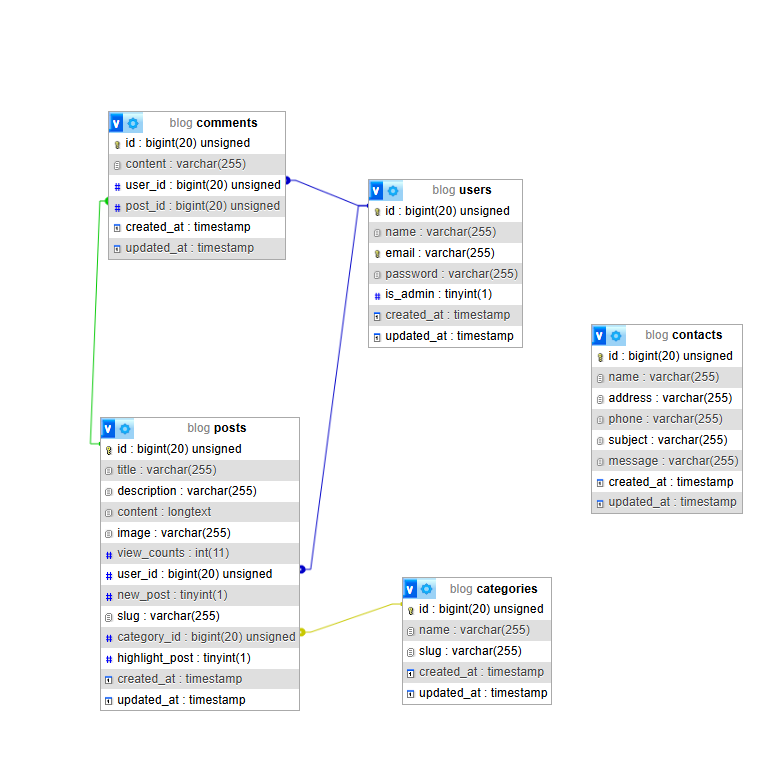 blog comments
id : bigint(20) unsigned
content : varchar(255)
user_id : bigint(20) unsigned
post_id : bigint(20) unsigned
created_at : timestamp
updated_at : timestamp
blog users
id : bigint(20) unsigned
name : varchar(255)
email : varchar(255)
password : varchar(255)
is_admin : tinyint(1)
created_at : timestamp
updated_at : timestamp
blog contacts
id : bigint(20) unsigned
name : varchar(255)
address : varchar(255)
phone : varchar(255)
subject : varchar(255)
message : varchar(255)
created_at : timestamp
updated_at : timestamp
blog posts
id : bigint(20) unsigned
title : varchar(255)
description : varchar(255)
content : longtext
image : varchar(255)
view_counts : int(11)
user_id : bigint(20) unsigned
new_post : tinyint(1)
slug : varchar(255)
category_id : bigint(20) unsigned
highlight_post : tinyint(1)
created_at : timestamp
updated_at : timestamp
blog categories
id : bigint(20) unsigned
name : varchar(255)
slug : varchar(255)
created_at : timestamp
updated_at : timestamp